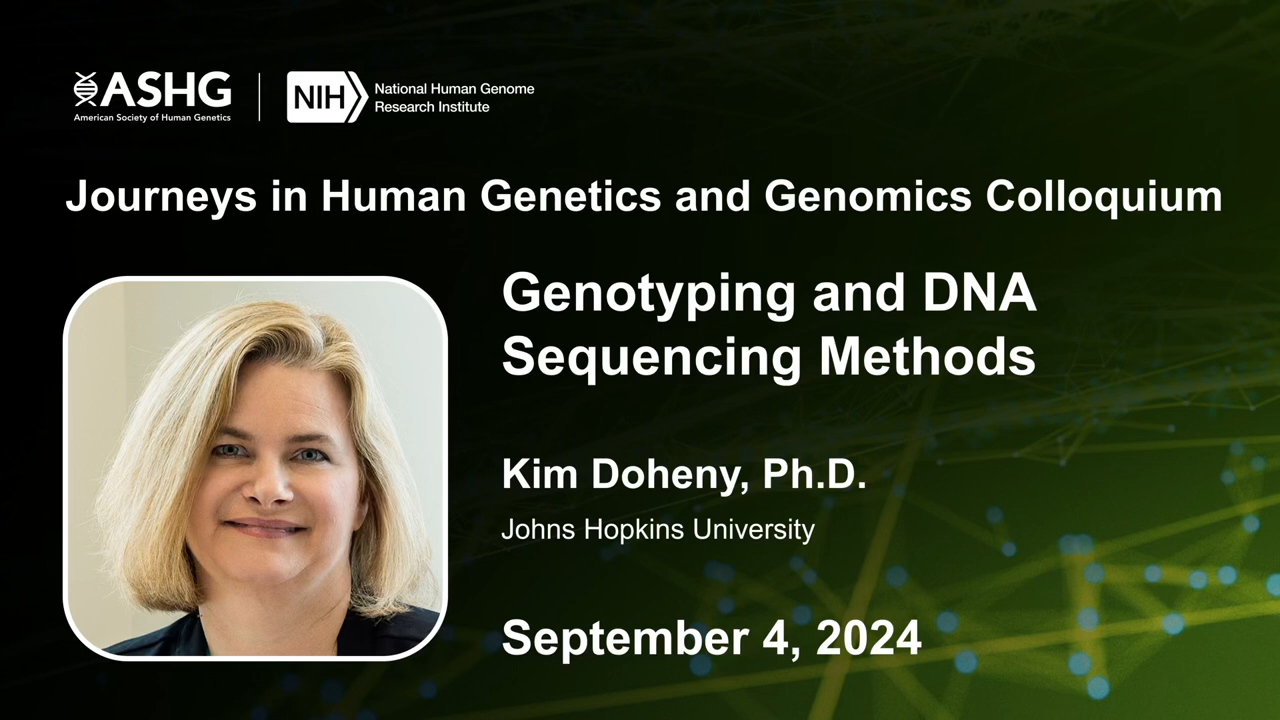 ASHG
American Society of Human Genetics
NIH
National Human Genome
Research Institute
Journeys in Human Genetics and Genomics Colloquium
Genotyping and DNA
Sequencing Methods
Kim Doheny, Ph.D.
Johns Hopkins University
September 4, 2024